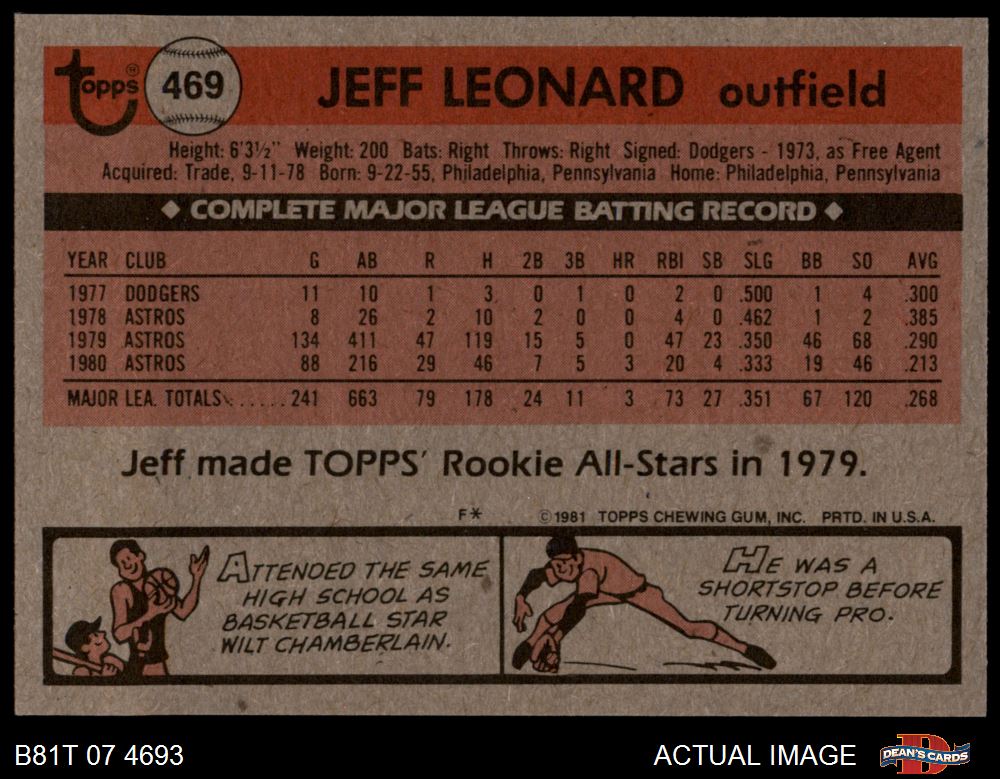 Topps® 469 JEFF LEONARD outfield
Height: 6'3½" Weight: 200 Bats: Right Throws: Right Signed: Dodgers - 1973, as Free Agent
Acquired: Trade, 9-11-78 Born: 9-22-55, Philadelphia, Pennsylvania Home: Philadelphia, Pennsylvania
◆ COMPLETE MAJOR LEAGUE BATTING RECORD ◆
YEAR CLUB G AB R H 2B 3B HR RBI SB SLG BB SO AVG
1977 DODGERS 11 10 1 3 0 1 0 2 0 .500 1 4 .300
1978 ASTROS 8 26 2 10 2 0 0 4 0 .462 1 2 .385
1979 ASTROS 134 411 47 119 15 5 0 47 23 .350 46 68 .290
1980 ASTROS 88 216 29 46 7 5 3 20 4 .333 19 46 .213
MAJOR LEA. TOTALS...... 241 663 79 178 24 11 3 73 27 .351 67 120 .268
Jeff made TOPPS' Rookie All-Stars in 1979.
F* ©1981 TOPPS CHEWING GUM, INC. PRTD. IN U.S.A.
ATTENDED THE SAME
HIGH SCHOOL AS
BASKETBALL STAR
WILT CHAMBERLAIN.
HE WAS A
SHORTSTOP BEFORE
TURNING PRO.
B81T 07 4693 ACTUAL IMAGE DEAN'S CARDS